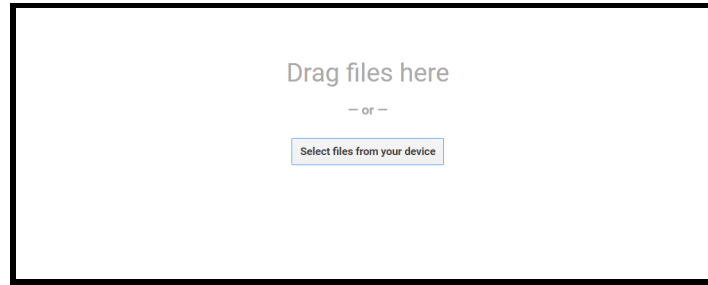 Drag files here
— or —
Select files from your device